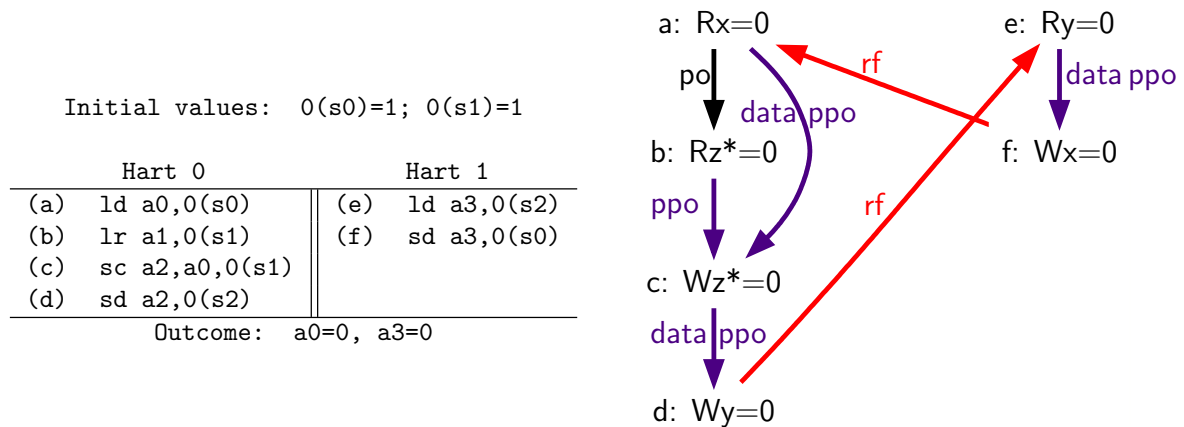 Initial values: 0(s0)=1; 0(s1)=1
Hart 0 Hart 1
(a) ld a0,0(s0) (e) ld a3,0(s2)
(b) lr a1,0(s1) (f) sd a3,0(s0)
(c) sc a2,a0,0(s1)
(d) sd a2,0(s2)
Outcome: a0=0, a3=0
a: Rx=0 e: Ry=0
po rf data ppo
data ppo
b: Rz*=0 f: Wx=0
ppo rf
c: Wz*=0
data ppo
d: Wy=0